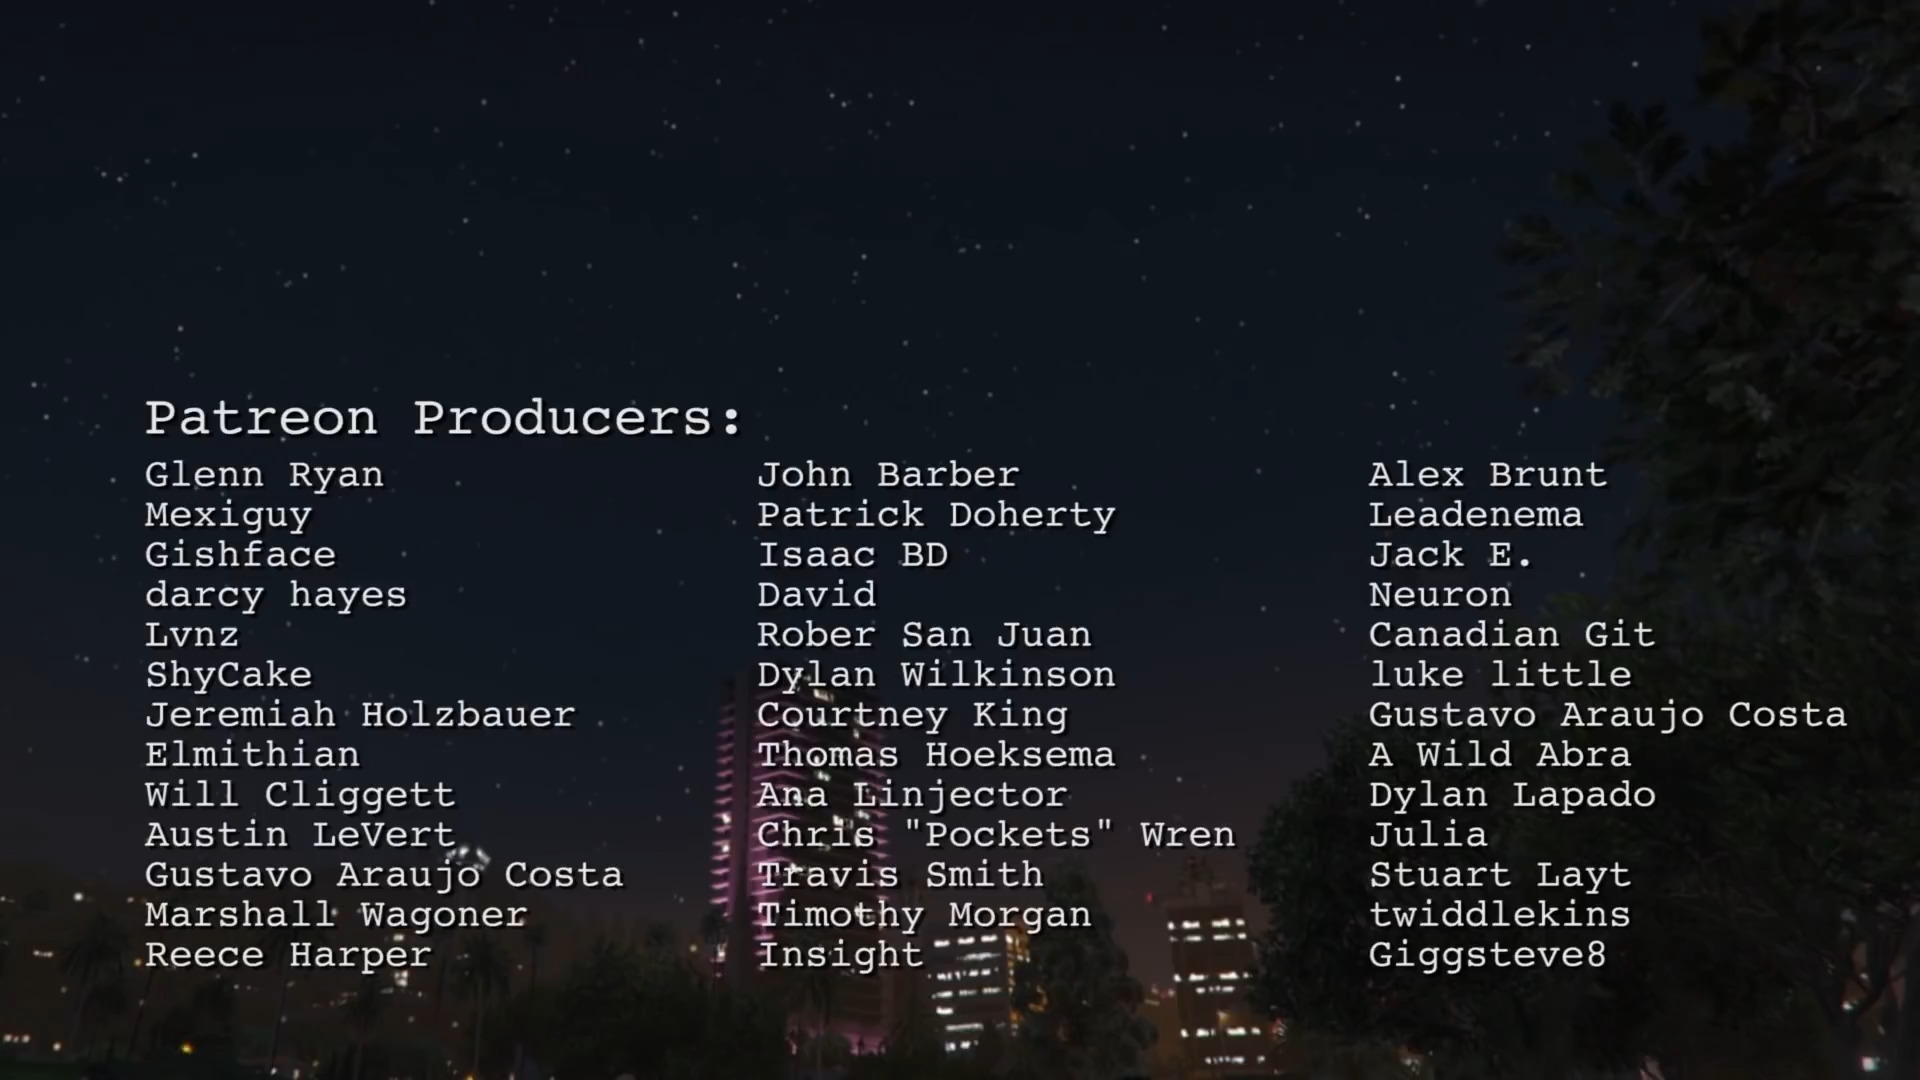 Patreon Producers:
Glenn Ryan
Mexiguy
Gishface
darcy hayes
Lvnz
ShyCake
Jeremiah Holzbauer
Elmithian
Will Cliggett
Austin LeVert
Gustavo Araujo Costa
Marshall Wagoner
Reece Harper
John Barber
Patrick Doherty
Isaac BD
David
Rober San Juan
Dylan Wilkinson
Courtney King
Thomas Hoeksema
Ana Linjector
Chris "Pockets" Wren
Travis Smith
Timothy Morgan
Insight
Alex Brunt
Leadenema
Jack E.
Neuron
Canadian Git
luke little
Gustavo Araujo Costa
A Wild Abra
Dylan Lapado
Julia
Stuart Layt
twiddlekins
Giggsteve8